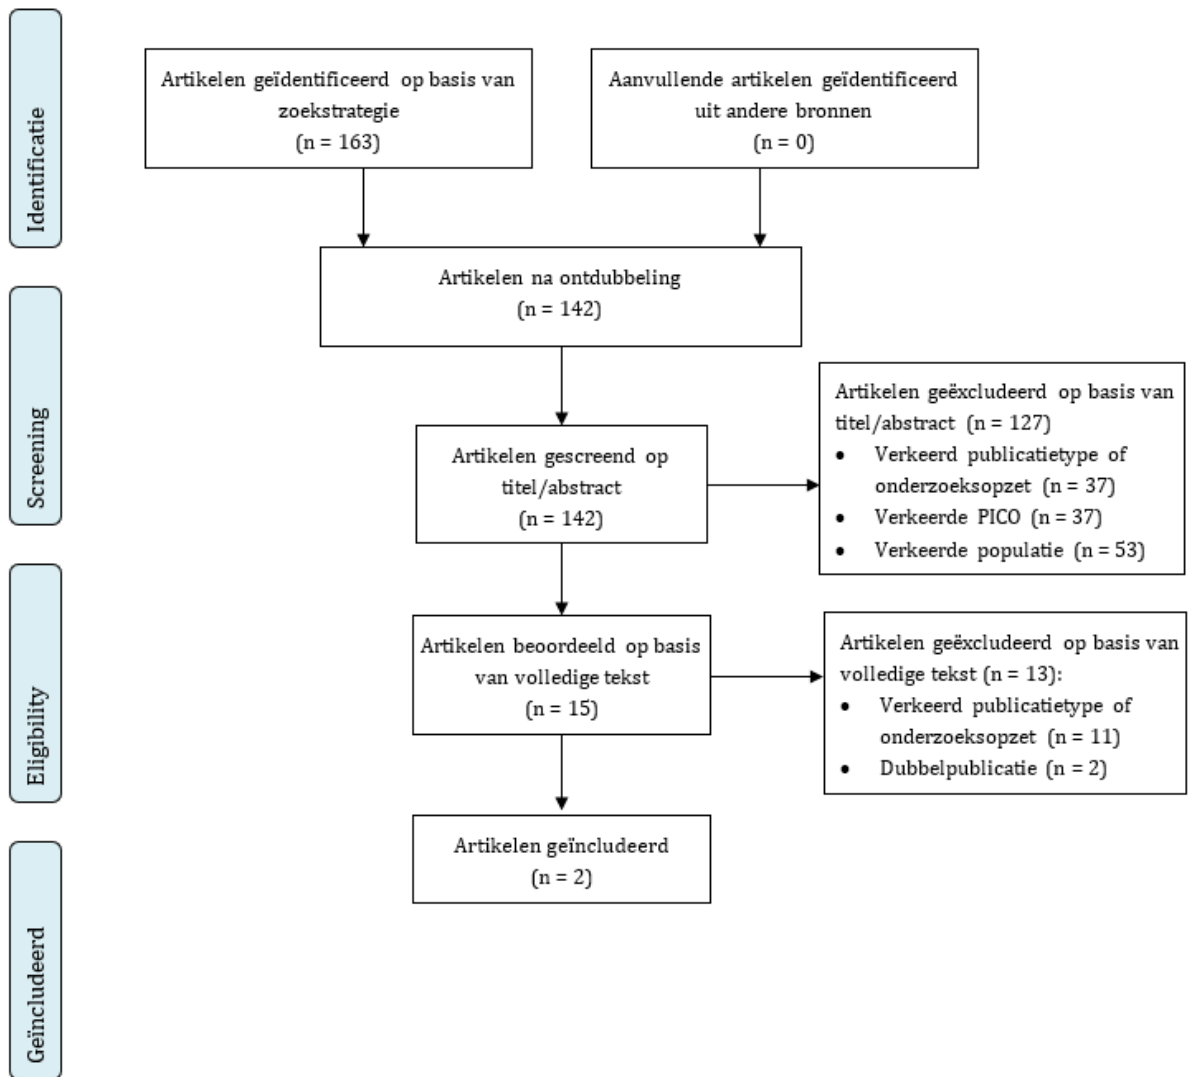 Identificatie
Artikelen geïdentificeerd op basis van
zoekstrategie
(n = 163)
Aanvullende artikelen geïdentificeerd
uit andere bronnen
(n = 0)
Artikelen na ontdubbeling
(n = 142)
Screening
Artikelen gescreend op
titel/abstract
(n = 142)
Artikelen geëxcludeerd op basis van
titel/abstract (n = 127)
• Verkeerd publicatietype of
onderzoeksopzet (n = 37)
• Verkeerde PICO (n = 37)
• Verkeerde populatie (n = 53)
Eligibility
Artikelen beoordeeld op basis
van volledige tekst
(n = 15)
Artikelen geëxcludeerd op basis van
volledige tekst (n = 13):
• Verkeerd publicatietype of
onderzoeksopzet (n = 11)
• Dubbelpublicatie (n = 2)
Geïncludeerd
Artikelen geïncludeerd
(n = 2)